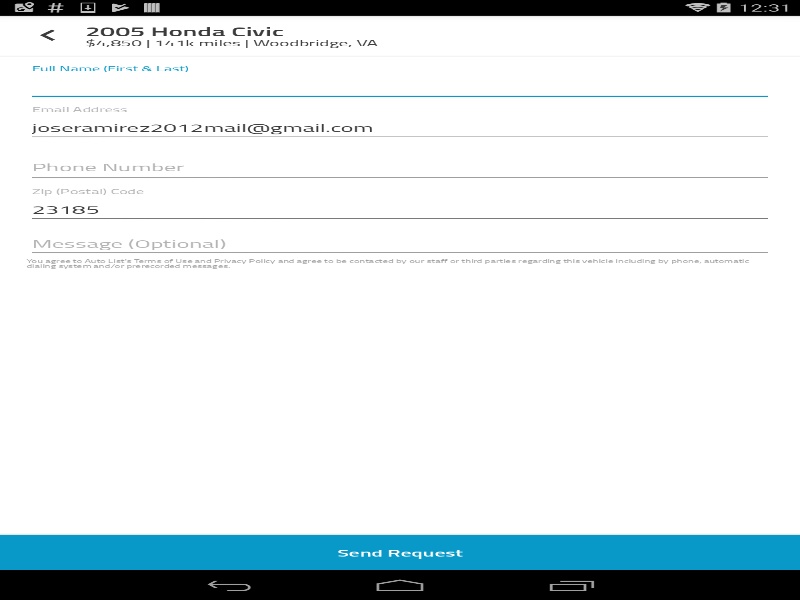 12:31
2005 Honda Civic
$4,850 | 141k miles | Woodbridge, VA
Full Name (First & Last)
Email Address
joseramirez2012mail@gmail.com
Phone Number
Zip (Postal) Code
23185
Message (Optional)
You agree to Auto List's Terms of Use and Privacy Policy and agree to be contacted by our staff or third parties regarding this vehicle including by phone, automatic
dialing system and/or prerecorded messages.
Send Request